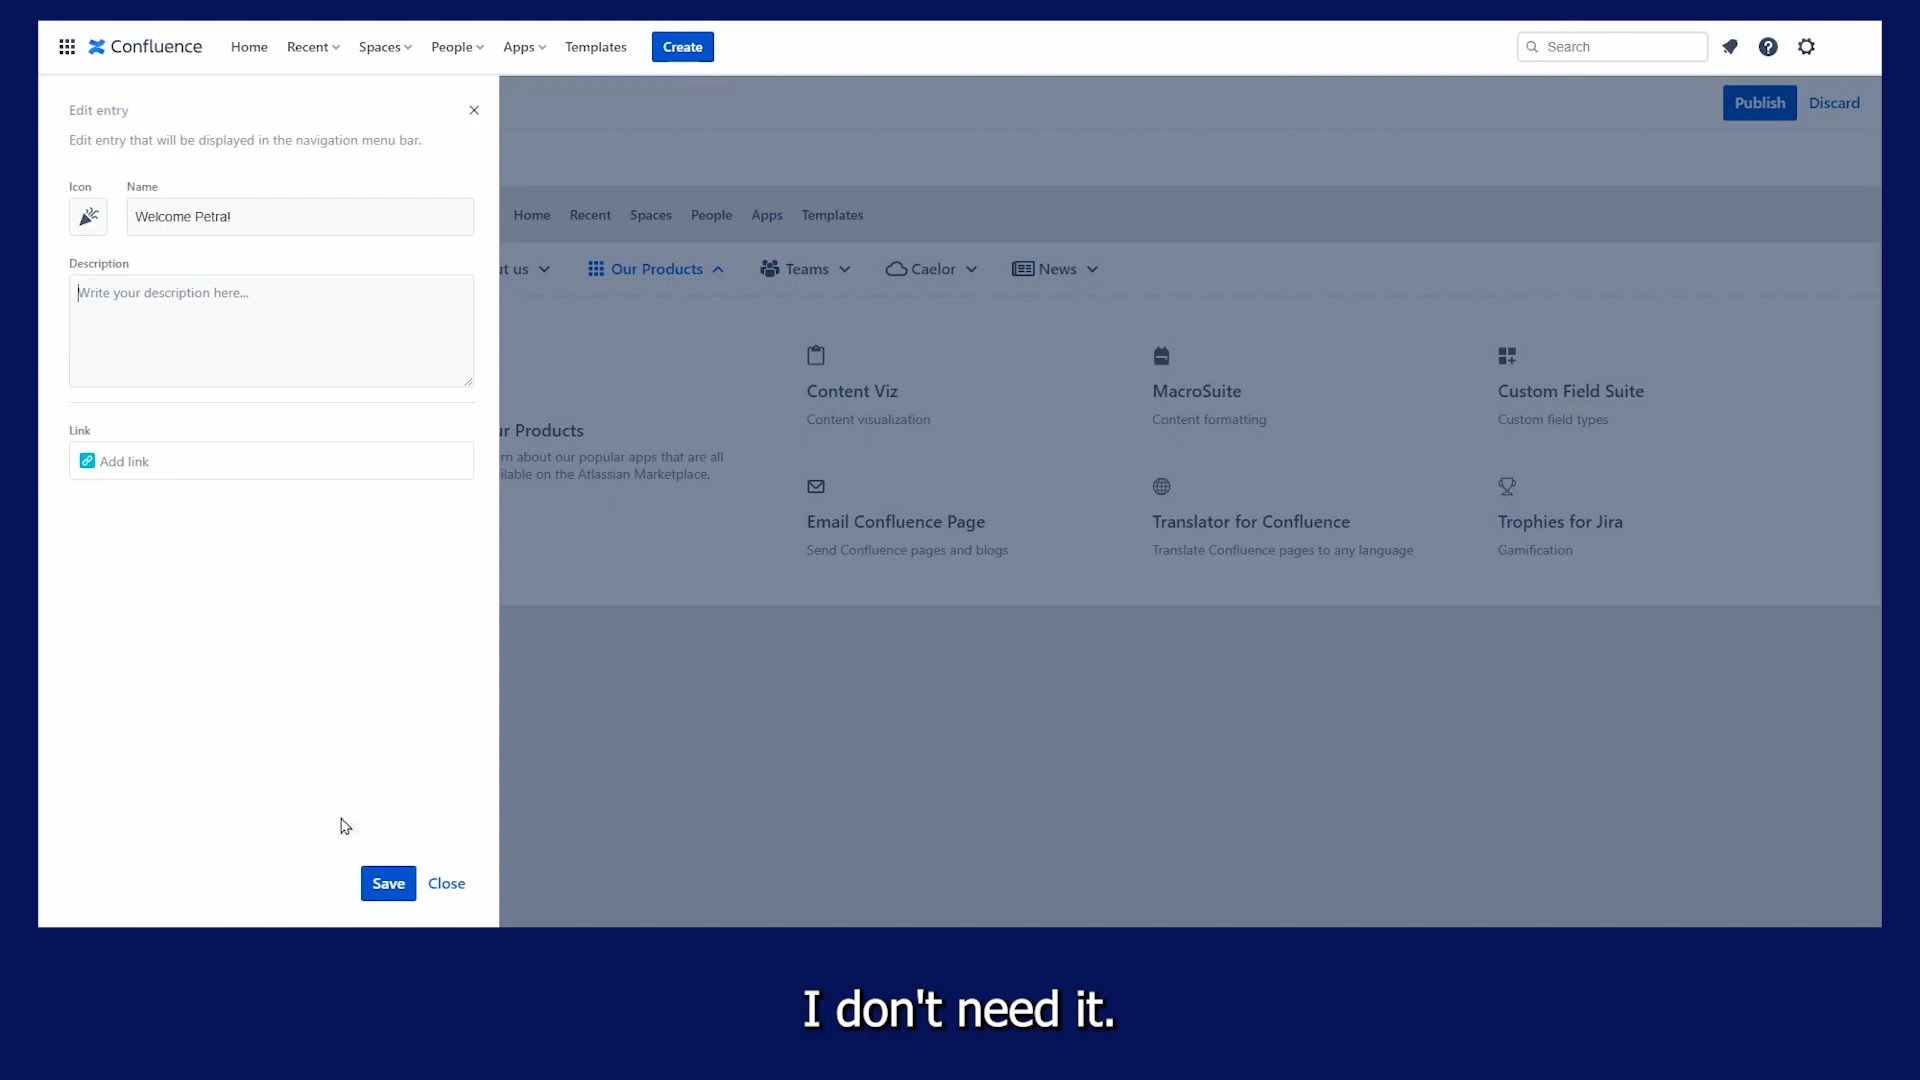 Confluence
Home Recent Spaces People Apps Templates Create
Search
Edit entry
Edit entry that will be displayed in the navigation menu bar.
Icon Name
Welcome Petra!
Description
Write your description here...
Link
Add link
Save Close
Publish Discard
Home Recent Spaces People Apps Templates
ut us Our Products Teams Caelor News
ur Products
rn about our popular apps that are all
ilable on the Atlassian Marketplace.
Content Viz
Content visualization
MacroSuite
Content formatting
Custom Field Suite
Custom field types
Email Confluence Page
Send Confluence pages and blogs
Translator for Confluence
Translate Confluence pages to any language
Trophies for Jira
Gamification
I don't need it.